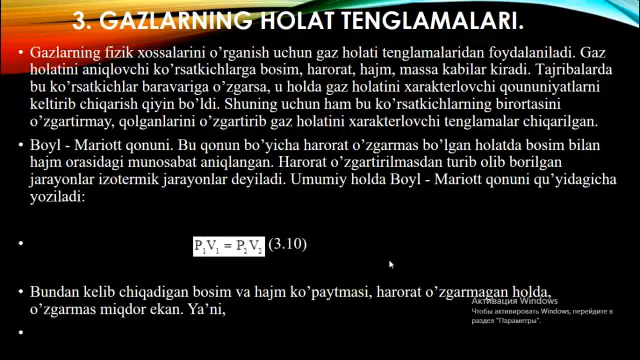 3. GAZLARNING HOLAT TENGLAMALARI.
• Gazlarning fizik xossalarini o’rganish uchun gaz holati tenglamalaridan foydalaniladi. Gaz
holatini aniqlovchi ko’rsatkichlarga bosim, harorat, hajm, massa kabilar kiradi. Tajribalarda
bu ko’rsatkichlar baravariga o’zgarsa, u holda gaz holatini xarakterlovchi qoununiyatlarni
keltirib chiqarish qiyin bo’ldi. Shuning uchun ham bu ko’rsatkichlarning birortasini
o’zgartirmay, qolganlarini o’zgartirib gaz holatini xarakterlovchi tenglamalar chiqarilgan.
• Boyl - Mariott qonuni. Bu qonun bo’yicha harorat o’zgarmas bo’lgan holatda bosim bilan
hajm orasidagi munosabat aniqlangan. Harorat o’zgartirilmasdan turib olib borilgan
jarayonlar izotermik jarayonlar deyiladi. Umumiy holda Boyl - Mariott qonuni qu’yidagicha
yoziladi:
• P₁V₁ = P₂V₂ (3.10)
• Bundan kelib chiqadigan bosim va hajm ko’paytmasi, harorat o’zgarmagan holda,
o’zgarmas miqdor ekan. Ya’ni,
•
Активация Windows
Чтобы активировать Windows, перейдите в
раздел "Параметры".